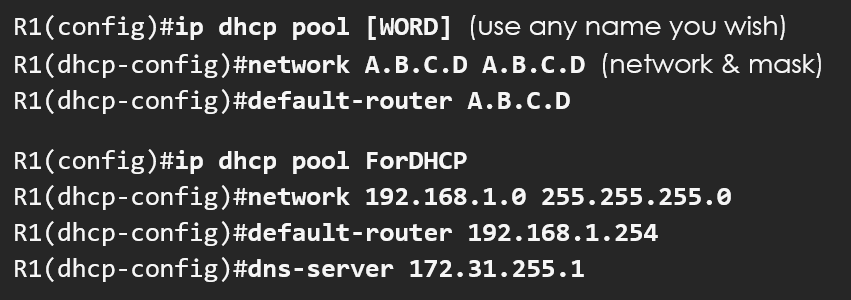 R1(config)#ip dhcp pool [WORD] (use any name you wish)
R1(dhcp-config)#network A.B.C.D A.B.C.D (network & mask)
R1(dhcp-config)#default-router A.B.C.D
R1(config)#ip dhcp pool ForDHCP
R1(dhcp-config)#network 192.168.1.0 255.255.255.0
R1(dhcp-config)#default-router 192.168.1.254
R1(dhcp-config)#dns-server 172.31.255.1